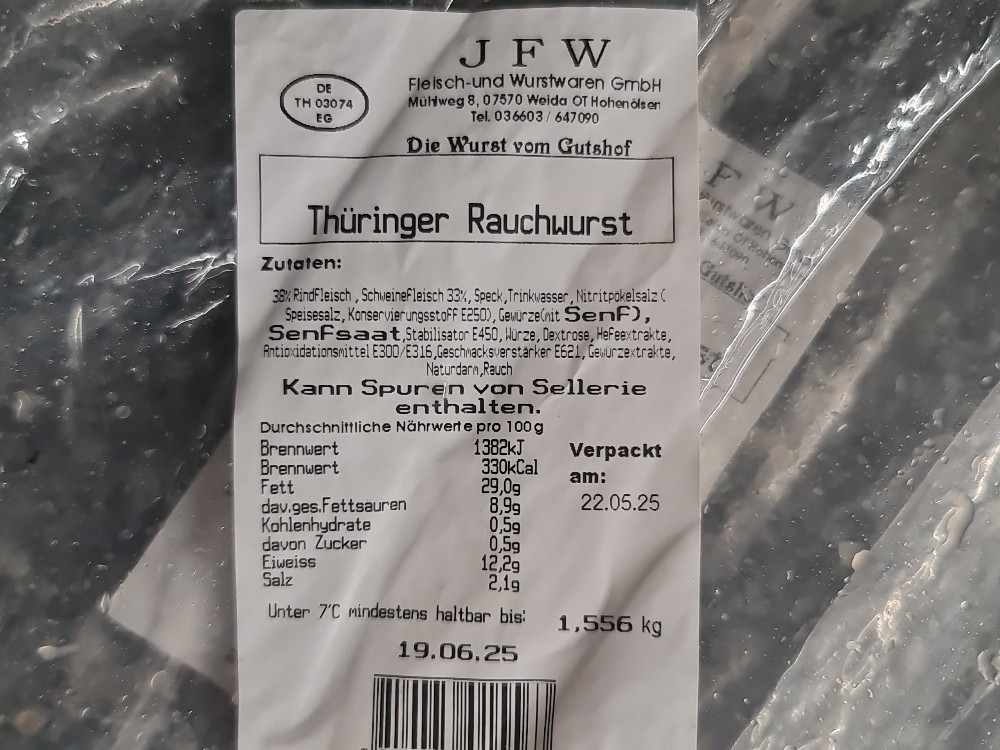 J F W
Fleisch-und Wurstwaren GmbH
Mühlweg 8, 07570 Weida OT Hohenölsen
Tel. 036603 / 647090
DE
TH 03074
EG
Die Wurst vom Gutshof
Thüringer Rauchwurst
Zutaten:
38% Rindfleisch , Schweinefleisch 33%, Speck,Trinkwasser, Nitritpökelsalz (
Speisesalz, Konservierungsstoff E250), Gewürze(mit Senf),
Senfsaat,Stabilisator E450, Würze, Dextrose, Hefeextrakte,
Antioxidationsmittel E300/E316,Geschmacksverstärker E621, Gewürzextrakte,
Naturdarm,Rauch
Kann Spuren von Sellerie
enthalten.
Durchschnittliche Nährwerte pro 100g
Brennwert 1382kJ
Brennwert 330kCal
Fett 29,0g
dav.ges.Fettsäuren 8,9g
Kohlenhydrate 0,5g
davon Zucker 0,5g
Eiweiss 12,2g
Salz 2,1g
Verpackt
am:
22.05.25
Unter 7°C mindestens haltbar bis:
19.06.25
1,556 kg
F W